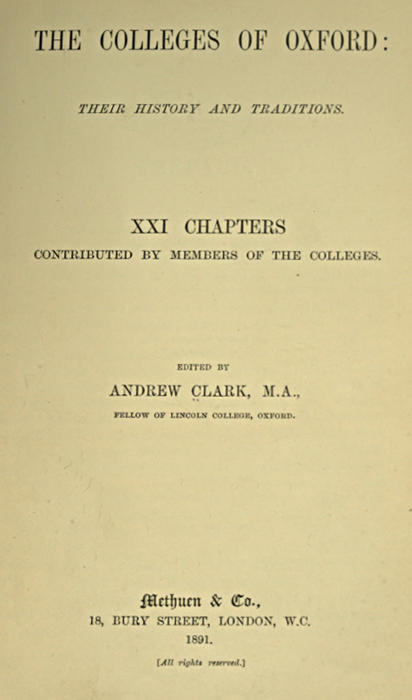 THE COLLEGES OF OXFORD:
THEIR HISTORY AND TRADITIONS.
XXI CHAPTERS
CONTRIBUTED BY MEMBERS OF THE COLLEGES.
EDITED BY
ANDREW CLARK, M.A.,
FELLOW OF LINCOLN COLLEGE, OXFORD.
Methuen & Co.,
18, BURY STREET, LONDON, W.C.
1891.
[All rights reserved.]